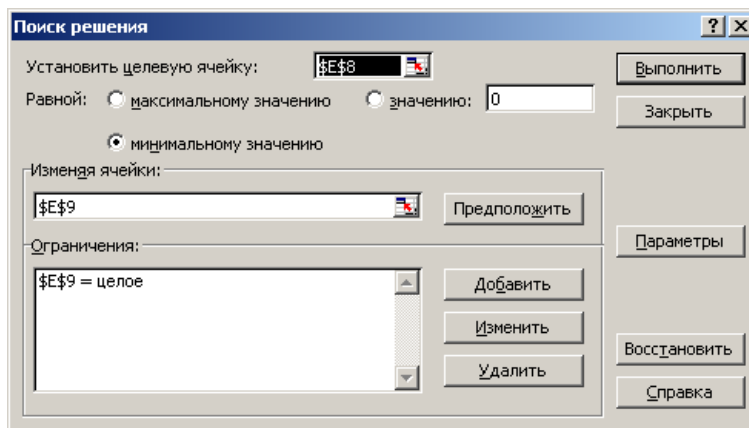 Поиск решения
Установить целевую ячейку: $E$8
Выполнить
Равной: максимальному значению значению: 0
Закрыть
минимальному значению
Изменяя ячейки:
$E$9
Предположить
Ограничения:
Параметры
$E$9 = целое
Добавить
Изменить
Удалить
Восстановить
Справка